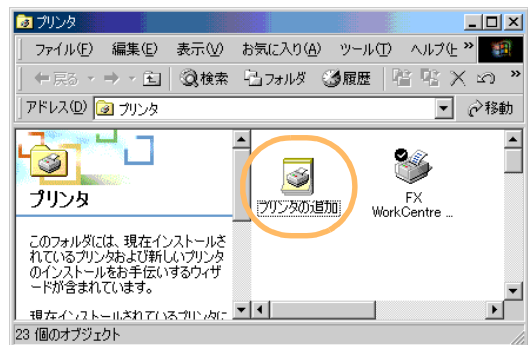 プリンタ
ファイル(F) 編集(E) 表示(V) お気に入り(A) ツール(T) ヘルプ(H
戻る 検索 フォルダ 履歴
アドレス(D) プリンタ 移動
プリンタ
このフォルダには、現在インストールさ
れているプリンタおよび新しいプリンタ
のインストールをお手伝いするウィザ
ードが含まれています。
現在インストールされているプリンタに
プリンタの追加
FX
WorkCentre ...
23 個のオブジェクト